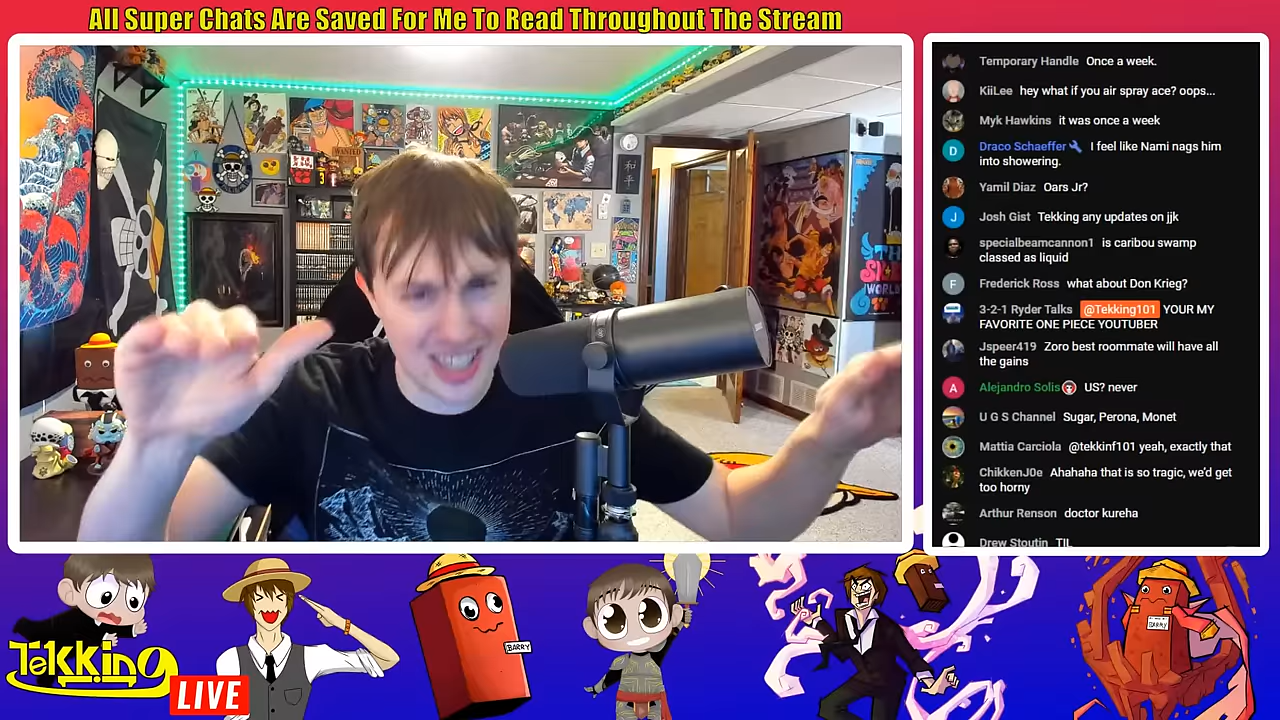 All Super Chats Are Saved For Me To Read Throughout The Stream
WANTED
Temporary Handle Once a week.
KiiLee hey what if you air spray ace? oops...
Myk Hawkins it was once a week
D Draco Schaeffer I feel like Nami nags him
into showering.
Yamil Diaz Oars Jr?
J Josh Gist Tekking any updates on jjk
specialbeamcannon1 is caribou swamp
classed as liquid
F Frederick Ross what about Don Krieg?
3-2-1 Ryder Talks @Tekking101 YOUR MY
FAVORITE ONE PIECE YOUTUBER
Jspeer419 Zoro best roommate will have all
the gains
A Alejandro Solis US? never
U G S Channel Sugar, Perona, Monet
Mattia Carciola @tekkinf101 yeah, exactly that
ChikkenJ0e Ahahaha that is so tragic, we'd get
too horny
Arthur Renson doctor kureha
Drew Stoutin TIL
TeKKinG
LIVE
BARRY
BARRY